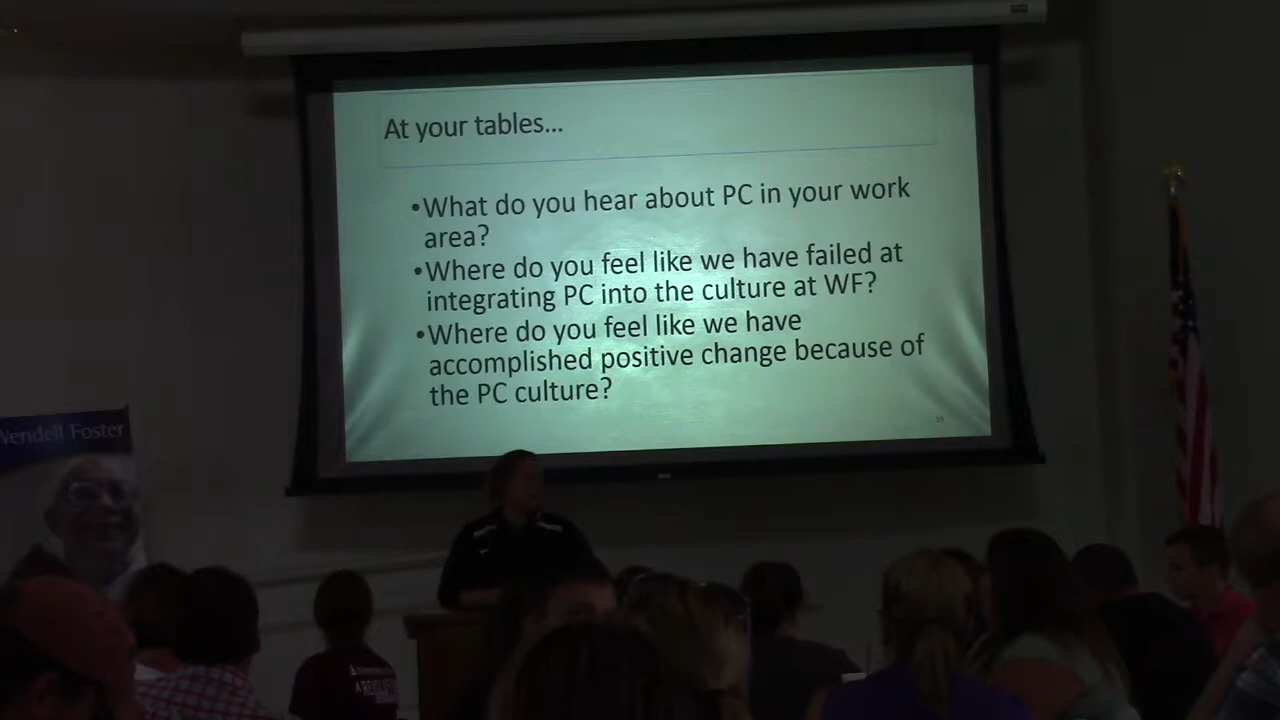 At your tables...
•What do you hear about PC in your work
area?
•Where do you feel like we have failed at
integrating PC into the culture at WF?
•Where do you feel like we have
accomplished positive change because of
the PC culture?
Wendell Foster